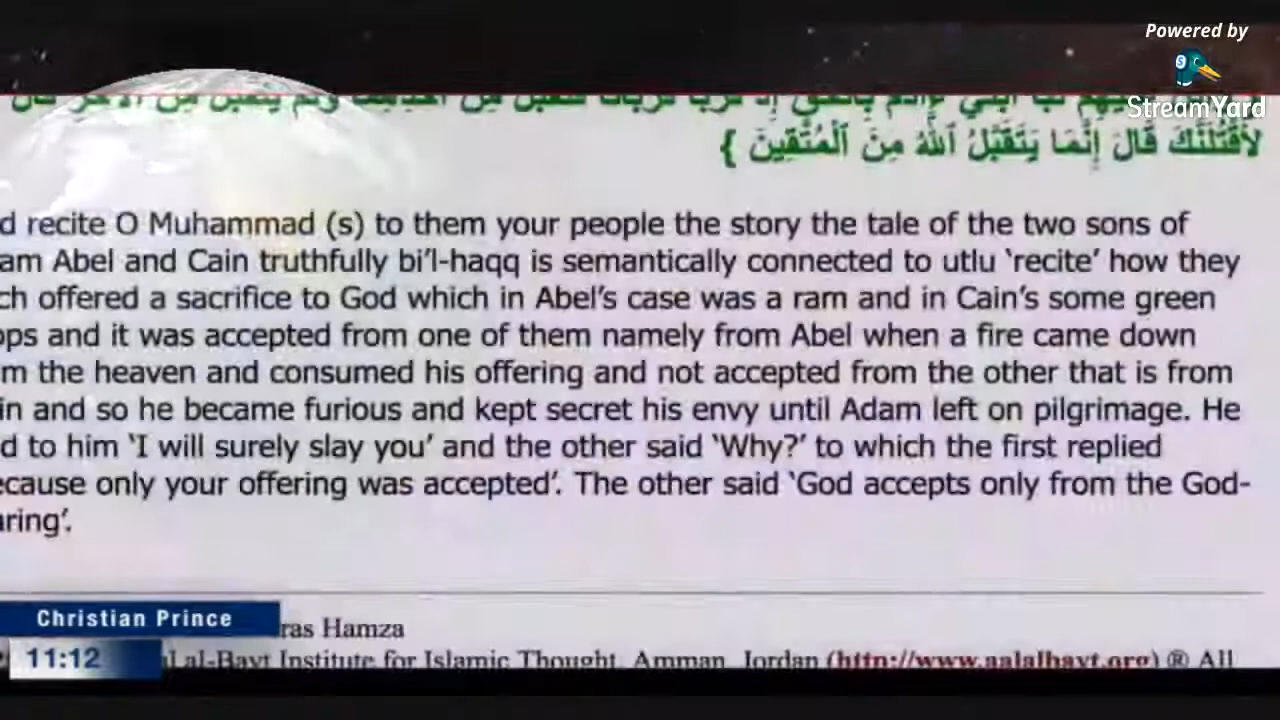 Powered by
StreamYard
لأَقْتُلَنَّكَ قَالَ إِنَّمَا يَتَقَبَّلُ ٱللَّهُ مِنَ ٱلْمُتَّقِينَ }
d recite O Muhammad (s) to them your people the story the tale of the two sons of
am Abel and Cain truthfully bi’l-haqq is semantically connected to utlu ‘recite’ how they
ch offered a sacrifice to God which in Abel’s case was a ram and in Cain’s some green
ops and it was accepted from one of them namely from Abel when a fire came down
m the heaven and consumed his offering and not accepted from the other that is from
in and so he became furious and kept secret his envy until Adam left on pilgrimage. He
d to him ‘I will surely slay you’ and the other said ‘Why?’ to which the first replied
ecause only your offering was accepted’. The other said ‘God accepts only from the God-
aring’.
Christian Prince
ras Hamza
11:12
al-Bayt Institute for Islamic Thought, Amman, Jordan (http://www.aalalbayt.org) ® All